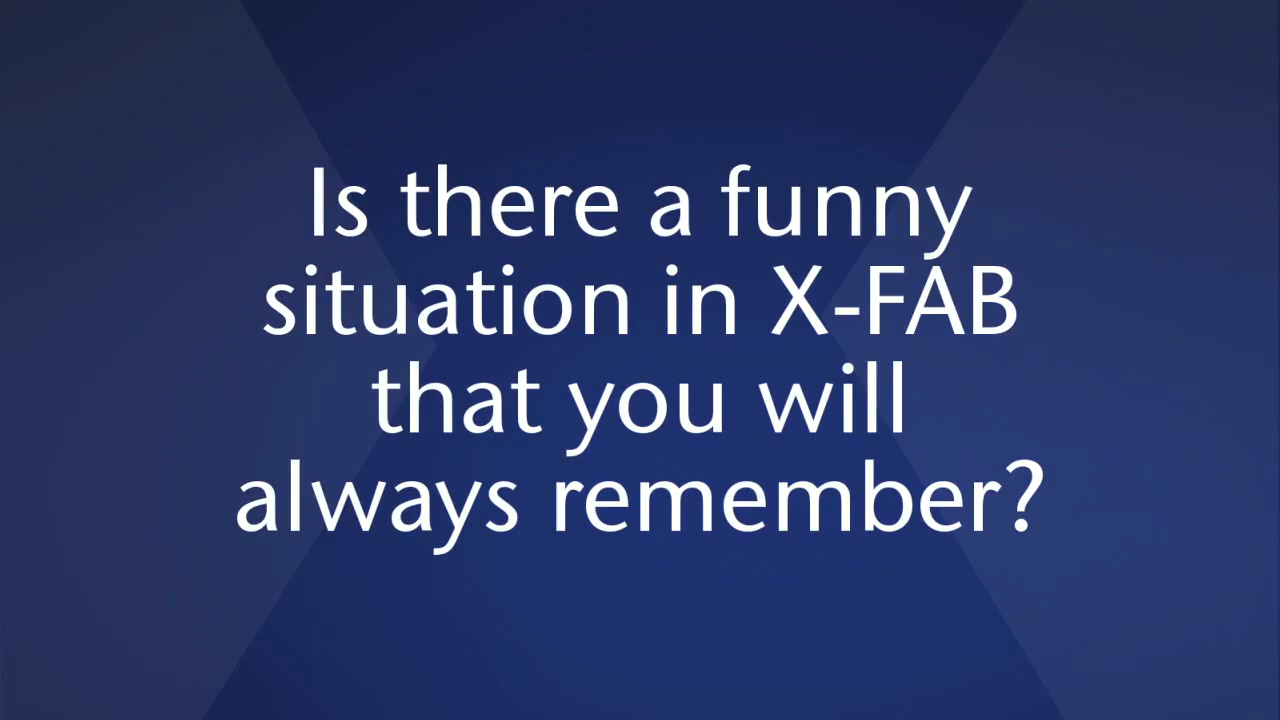 Is there a funny
situation in X-FAB
that you will
always remember?